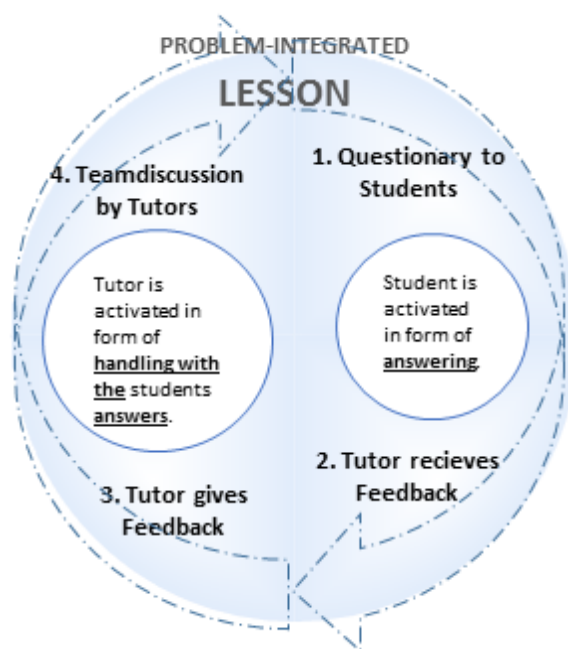 PROBLEM-INTEGRATED
LESSON
1. Questionary to
Students
Student is
activated
in form of
answering.
2. Tutor recieves
Feedback
3. Tutor gives
Feedback
4. Teamdiscussion
by Tutors
Tutor is
activated in
form of
handling with
the students
answers.